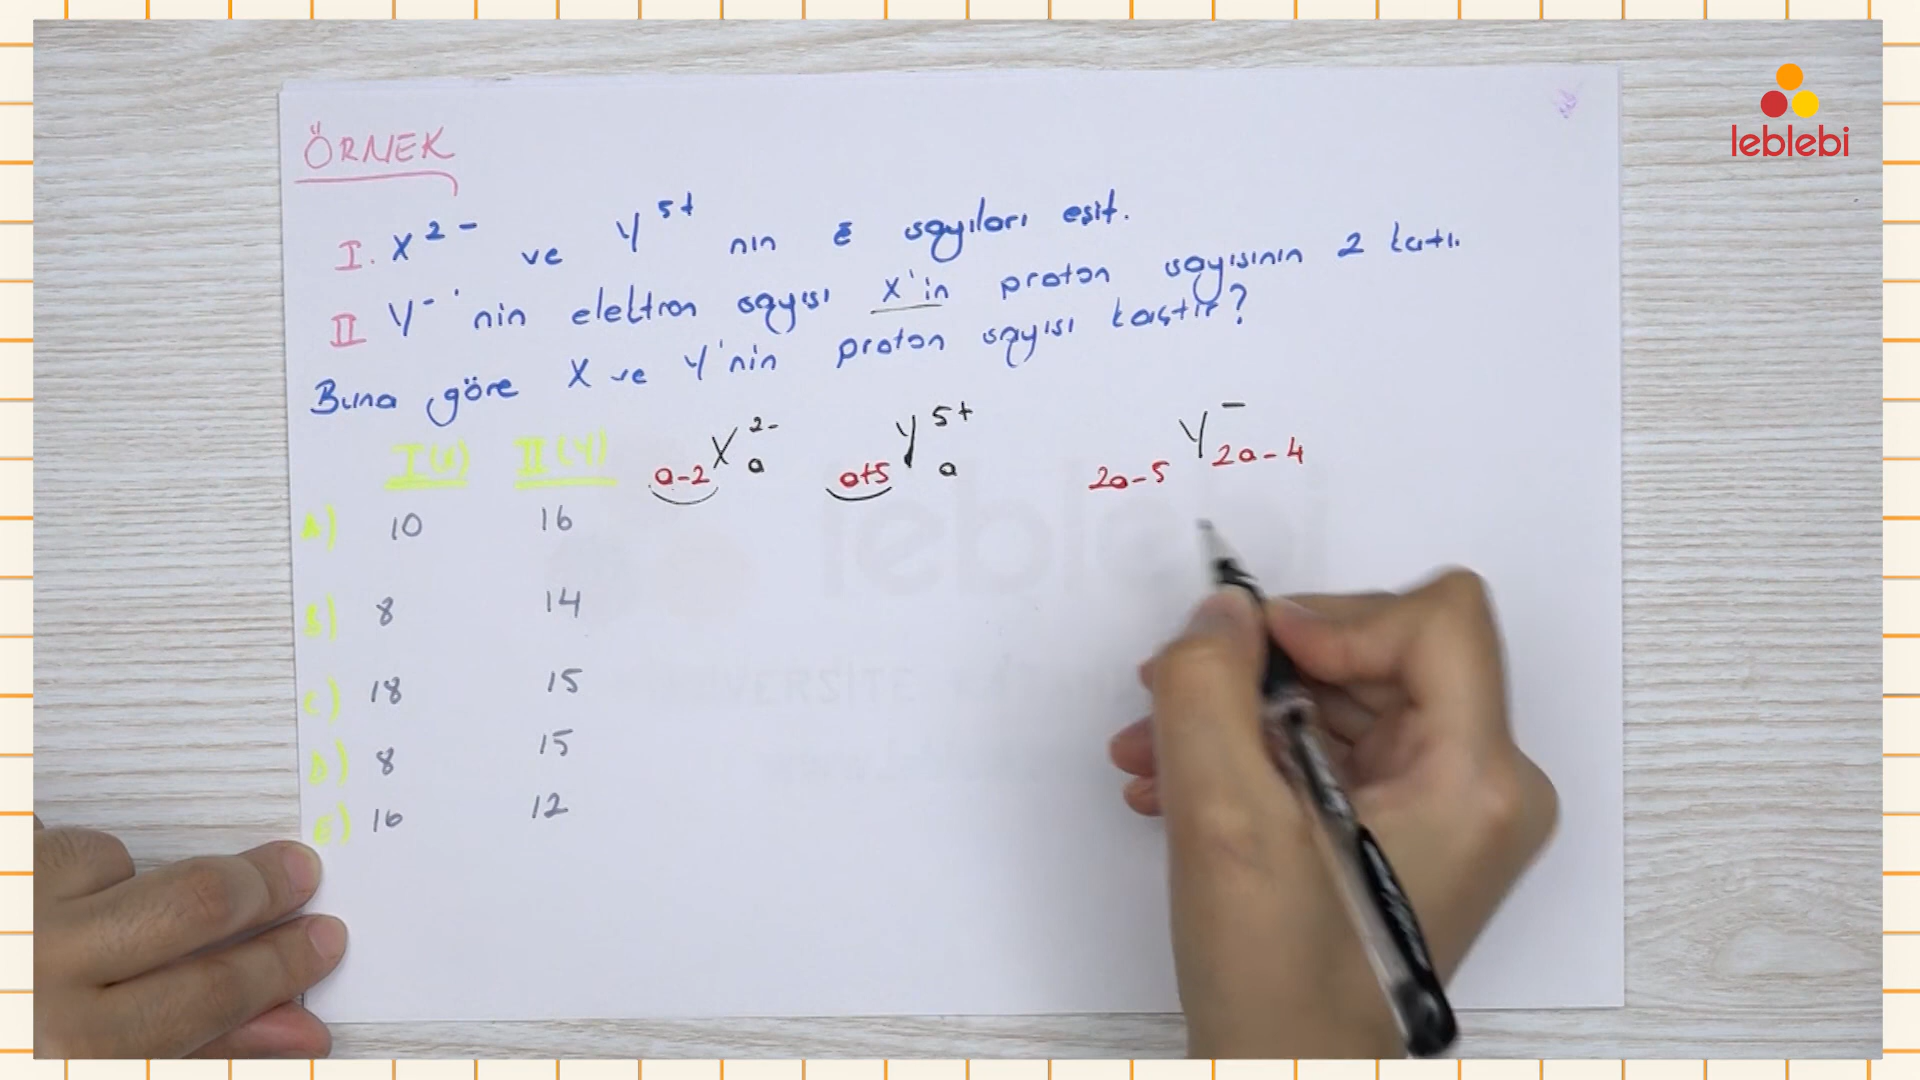 leblebi
ÖRNEK
I. X²⁻ ve Y⁵⁺ nın ē sayıları eşit.
II Y⁻'nin elektron sayısı X'in proton sayısının 2 katı.
Buna göre X ve Y'nin proton sayısı kaçtır?
I(X) II(Y)
A) 10 16
B) 8 14
C) 18 15
D) 8 15
E) 16 12
a-2 X²⁻ a
a+5 Y⁵⁺ a
2a-5 Y⁻ 2a-4
leblebi